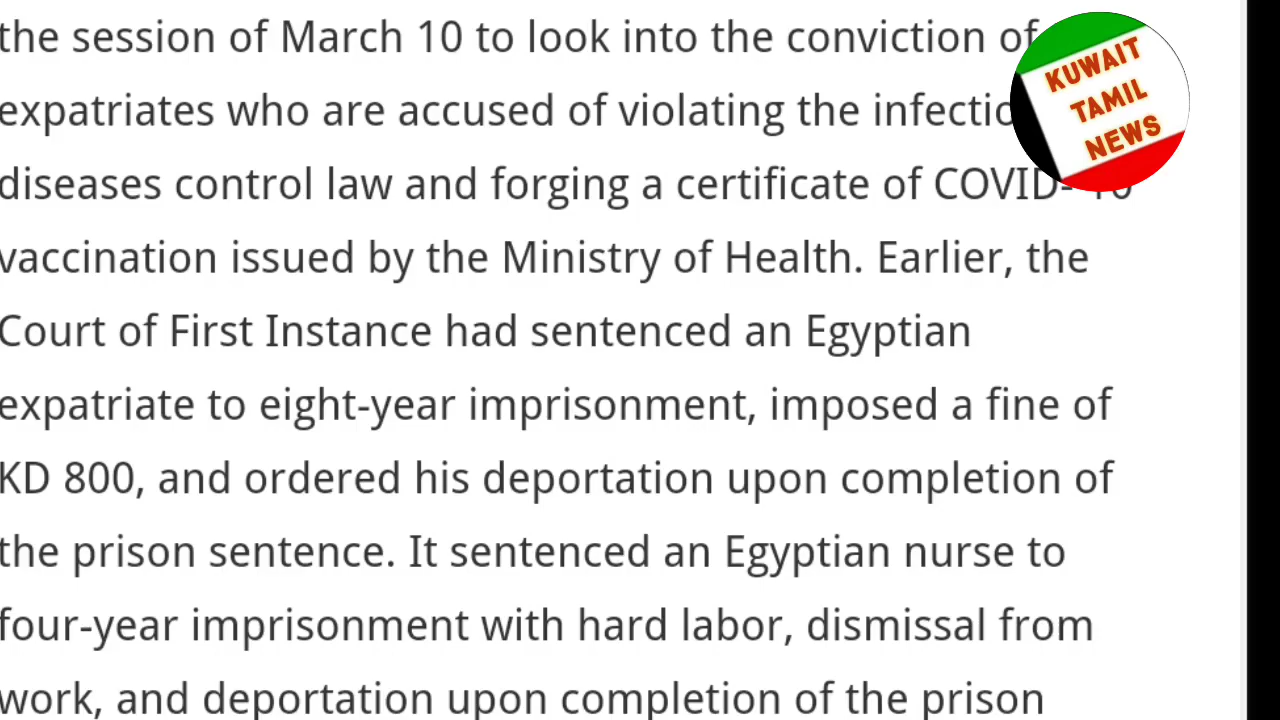 the session of March 10 to look into the conviction of
expatriates who are accused of violating the
diseases control law and forging a certificate of COVID-
vaccination issued by the Ministry of Health. Earlier, the
Court of First Instance had sentenced an Egyptian
expatriate to eight-year imprisonment, imposed a fine of
KD 800, and ordered his deportation upon completion of
the prison sentence. It sentenced an Egyptian nurse to
four-year imprisonment with hard labor, dismissal from
work, and deportation upon completion of the prison
KUWAIT
TAMIL
NEWS